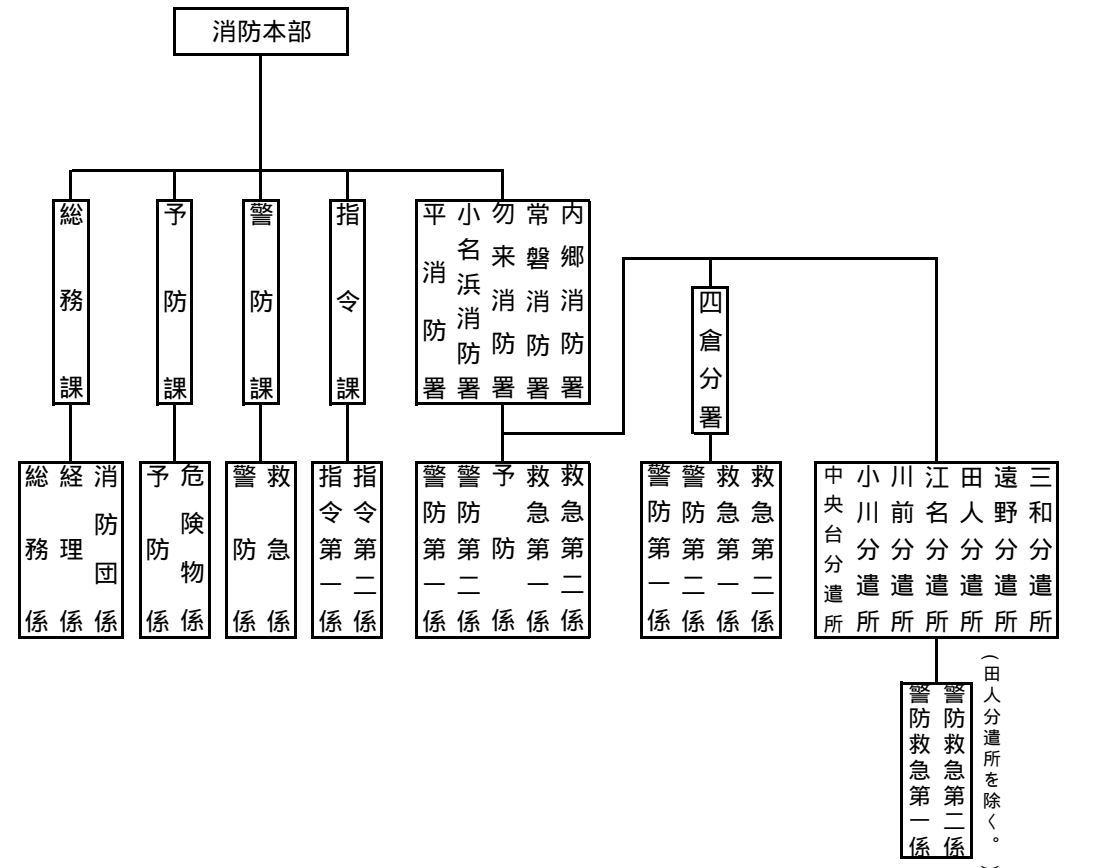 消防本部
総務課
予防課
警防課
指令課
平消防署
小名浜消防署
勿来消防署
常磐消防署
内郷消防署
四倉分署
総務係
経理係
消防団係
予防係
危険物係
警防係
救急係
指令第一係
指令第二係
警防第一係
警防第二係
予防係
救急第一係
救急第二係
警防第一係
警防第二係
救急第一係
救急第二係
中央台分遣所
小川分遣所
川前分遣所
江名分遣所
田人分遣所
遠野分遣所
三和分遣所
警防救急第一係
警防救急第二係
(田人分遣所を除く。)